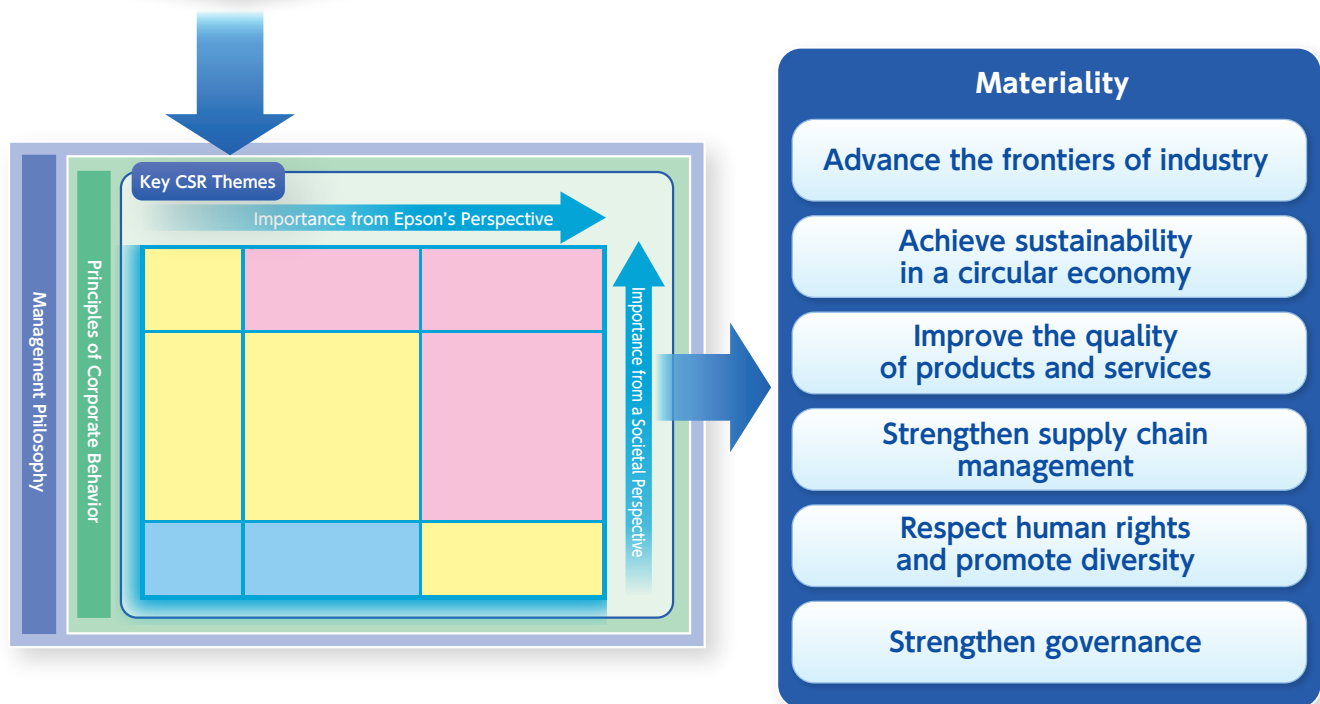 Key CSR Themes
Importance from Epson's Perspective
Importance from a Societal Perspective
Principles of Corporate Behavior
Management Philosophy
Materiality
Advance the frontiers of industry
Achieve sustainability
in a circular economy
Improve the quality
of products and services
Strengthen supply chain
management
Respect human rights
and promote diversity
Strengthen governance